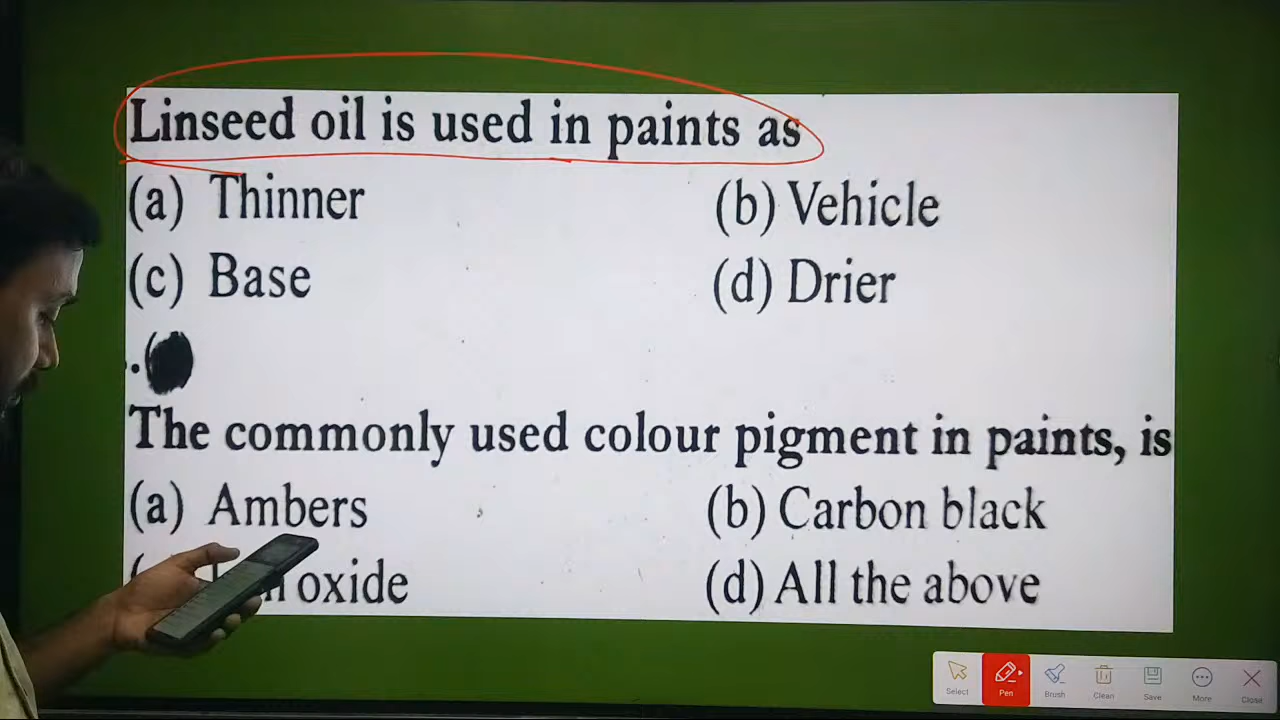 Linseed oil is used in paints as
(a) Thinner (b) Vehicle
(c) Base (d) Drier
The commonly used colour pigment in paints, is
(a) Ambers (b) Carbon black
oxide (d) All the above
Select Pen Brush Clean Save More Close